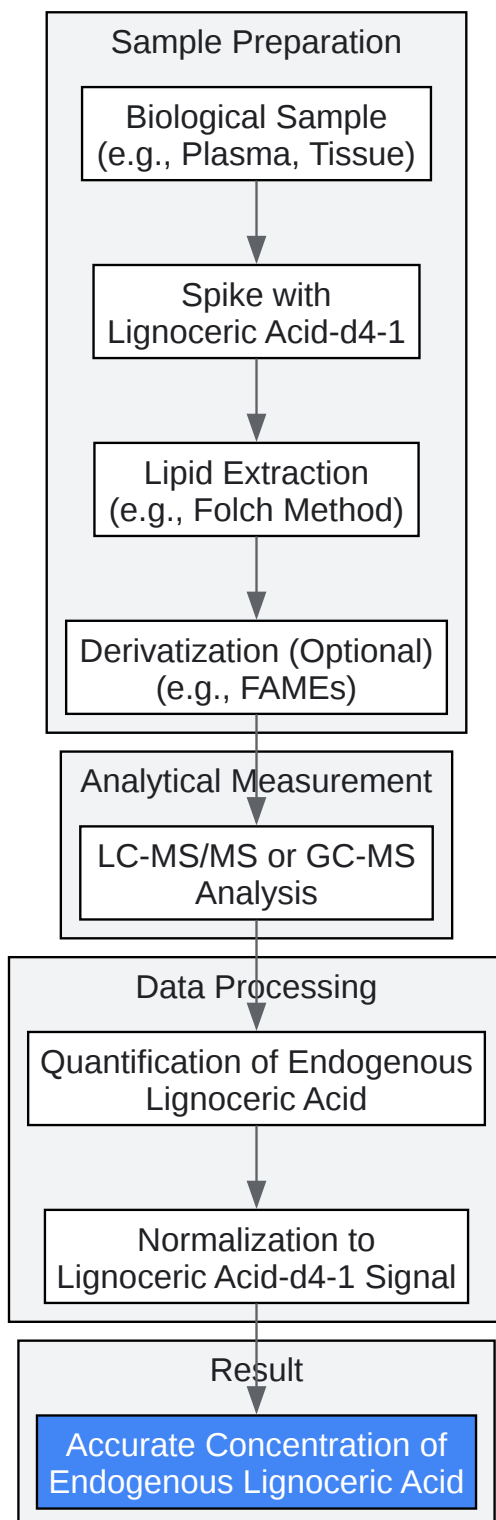 Sample Preparation
Biological Sample
(e.g., Plasma, Tissue)
Spike with
Lignoceric Acid-d4-1
Lipid Extraction
(e.g., Folch Method)
Derivatization (Optional)
(e.g., FAMEs)
Analytical Measurement
LC-MS/MS or GC-MS
Analysis
Data Processing
Quantification of Endogenous
Lignoceric Acid
Normalization to
Lignoceric Acid-d4-1 Signal
Result
Accurate Concentration of
Endogenous Lignoceric Acid